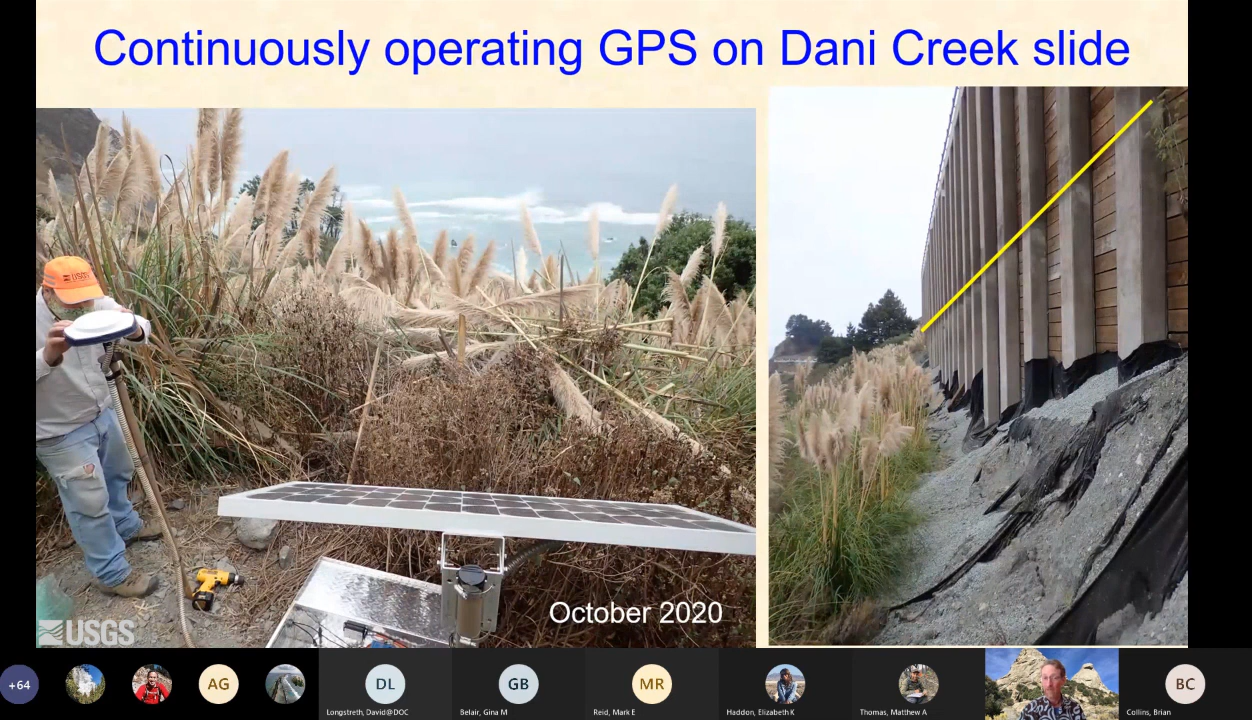 Continuously operating GPS on Dani Creek slide
USGS
October 2020
USGS
+64
AG
DL
GB
MR
BC
Longstreth, David@DOC
Belair, Gina M
Reid, Mark E
Haddon, Elizabeth K
Thomas, Matthew A
Collins, Brian